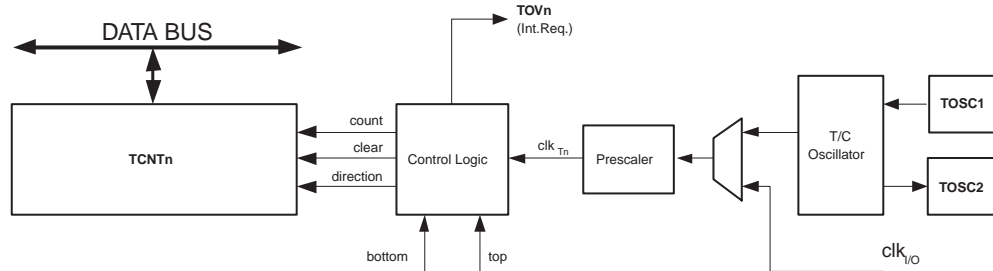 DATA BUS
TOVn
(Int.Req.)
TCNTn
count
clear
direction
Control Logic
clk Tn
Prescaler
T/C
Oscillator
TOSC1
TOSC2
bottom
top
clk I/O